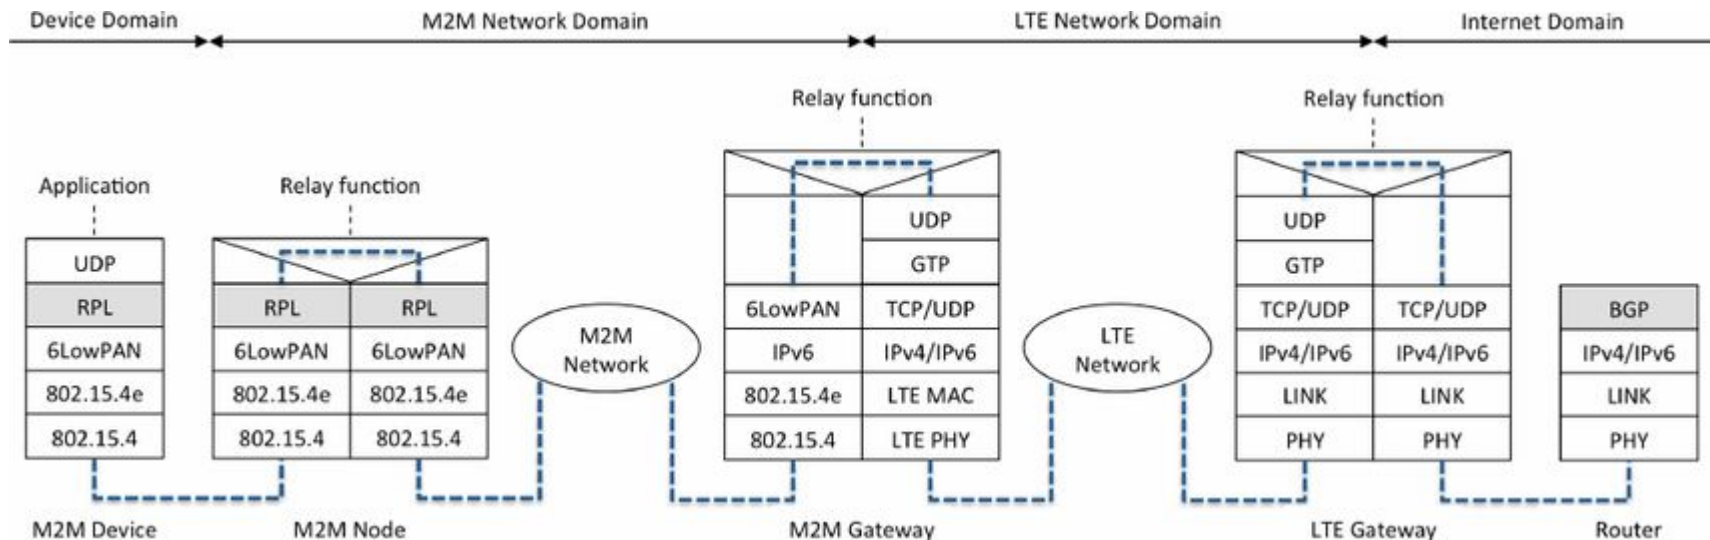 Device Domain
M2M Network Domain
LTE Network Domain
Internet Domain
Relay function
Relay function
Application
Relay function
UDP
RPL
6LowPAN
802.15.4e
802.15.4
M2M Device
RPL
RPL
6LowPAN
6LowPAN
802.15.4e
802.15.4e
802.15.4
802.15.4
M2M Node
M2M
Network
UDP
GTP
6LowPAN
TCP/UDP
IPv6
IPv4/IPv6
802.15.4e
LTE MAC
802.15.4
LTE PHY
M2M Gateway
LTE
Network
UDP
GTP
TCP/UDP
TCP/UDP
IPv4/IPv6
IPv4/IPv6
LINK
LINK
PHY
PHY
LTE Gateway
BGP
IPv4/IPv6
LINK
PHY
Router